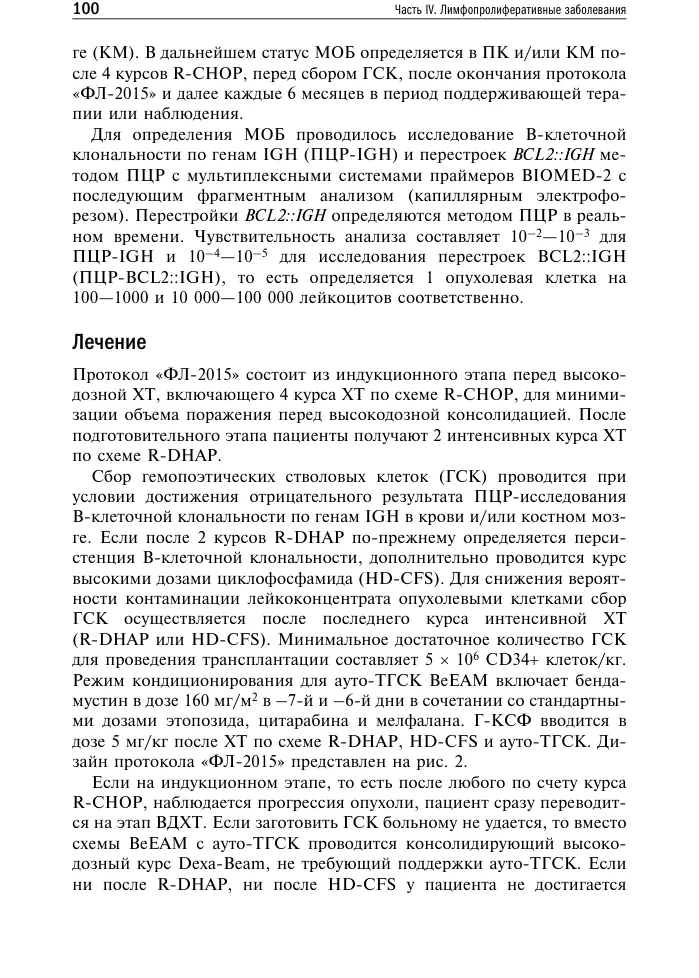 100
Часть IV. Лимфопролиферативные заболевания
ге (КМ). В дальнейшем статус МОБ определяется в ПК и/или КМ по-
сле 4 курсов R-CHOP, перед сбором ГСК, после окончания протокола
«ФЛ-2015» и далее каждые 6 месяцев в период поддерживающей тера-
пии или наблюдения.
Для определения МОБ проводилось исследование В-клеточной
клональности по генам IGH (ПЦР-IGH) и перестроек BCL2::IGH ме-
тодом ПЦР с мультиплексными системами праймеров BIOMED-2 с
последующим фрагментным анализом (капиллярным электрофо-
резом). Перестройки BCL2::IGH определяются методом ПЦР в реаль-
ном времени. Чувствительность анализа составляет 10⁻²—10⁻³ для
ПЦР-IGH и 10⁻⁴—10⁻⁵ для исследования перестроек BCL2::IGH
(ПЦР-BCL2::IGH), то есть определяется 1 опухолевая клетка на
100—1000 и 10 000—100 000 лейкоцитов соответственно.
Лечение
Протокол «ФЛ-2015» состоит из индукционного этапа перед высоко-
дозной ХТ, включающего 4 курса ХТ по схеме R-CHOP, для миними-
зации объема поражения перед высокодозной консолидацией. После
подготовительного этапа пациенты получают 2 интенсивных курса ХТ
по схеме R-DHAP.
Сбор гемопоэтических стволовых клеток (ГСК) проводится при
условии достижения отрицательного результата ПЦР-исследования
В-клеточной клональности по генам IGH в крови и/или костном моз-
ге. Если после 2 курсов R-DHAP по-прежнему определяется перси-
стенция В-клеточной клональности, дополнительно проводится курс
высокими дозами циклофосфамида (HD-CFS). Для снижения вероят-
ности контаминации лейкоконцентрата опухолевыми клетками сбор
ГСК осуществляется после последнего курса интенсивной ХТ
(R-DHAP или HD-CFS). Минимальное достаточное количество ГСК
для проведения трансплантации составляет 5 × 10⁶ CD34+ клеток/кг.
Режим кондиционирования для ауто-ТГСК BeEAM включает бенда-
мустин в дозе 160 мг/м² в –7-й и –6-й дни в сочетании со стандартны-
ми дозами этопозида, цитарабина и мелфалана. Г-КСФ вводится в
дозе 5 мг/кг после ХТ по схеме R-DHAP, HD-CFS и ауто-ТГСК. Ди-
зайн протокола «ФЛ-2015» представлен на рис. 2.
Если на индукционном этапе, то есть после любого по счету курса
R-CHOP, наблюдается прогрессия опухоли, пациент сразу переводит-
ся на этап ВДХТ. Если заготовить ГСК больному не удается, то вместо
схемы BeEAM с ауто-ТГСК проводится консолидирующий высоко-
дозный курс Dexa-Beam, не требующий поддержки ауто-ТГСК. Если
ни после R-DHAP, ни после HD-CFS у пациента не достигается